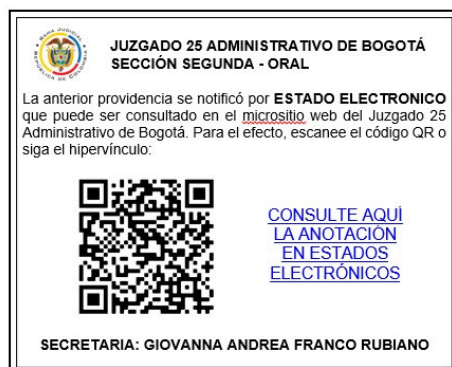 JUZGADO 25 ADMINISTRATIVO DE BOGOTÁ
SECCIÓN SEGUNDA - ORAL
La anterior providencia se notificó por ESTADO ELECTRONICO
que puede ser consultado en el micrositio web del Juzgado 25
Administrativo de Bogotá. Para el efecto, escanee el código QR o
siga el hipervínculo:
CONSULTE AQUÍ
LA ANOTACIÓN
EN ESTADOS
ELECTRÓNICOS
SECRETARIA: GIOVANNA ANDREA FRANCO RUBIANO